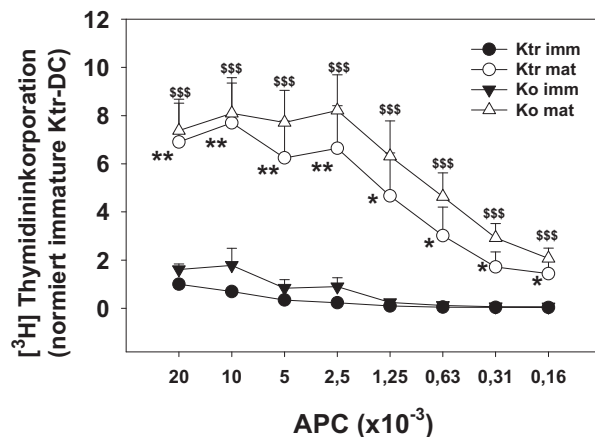 [³H] Thymidininkorporation
(normiert immature Ktr-DC)
12
10
8
6
4
2
0
Ktr imm
Ktr mat
Ko imm
Ko mat
$$$ $$$ $$$ $$$ $$$ $$$ $$$ $$$
** ** ** ** * * * *
20 10 5 2,5 1,25 0,63 0,31 0,16
APC (x10⁻³)